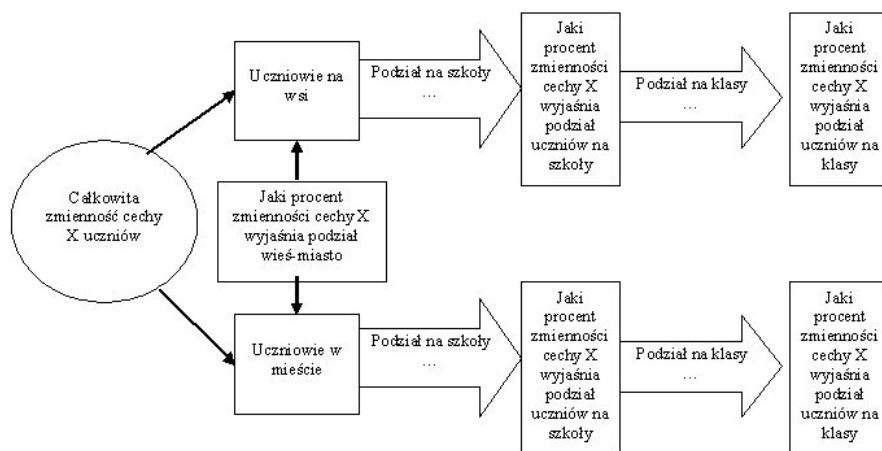 Całkowita
zmienność cechy
X uczniów
Uczniowie na
wsi
Podział na szkoły
...
Jaki
procent
zmienności
cechy X
wyjaśnia
podział
uczniów na
szkoły
Podział na klasy
...
Jaki
procent
zmienności
cechy X
wyjaśnia
podział
uczniów na
klasy
Jaki procent
zmienności cechy X
wyjaśnia podział
wieś-miasto
Uczniowie w
mieście
Podział na szkoły
...
Jaki
procent
zmienności
cechy X
wyjaśnia
podział
uczniów na
szkoły
Podział na klasy
...
Jaki
procent
zmienności
cechy X
wyjaśnia
podział
uczniów na
klasy